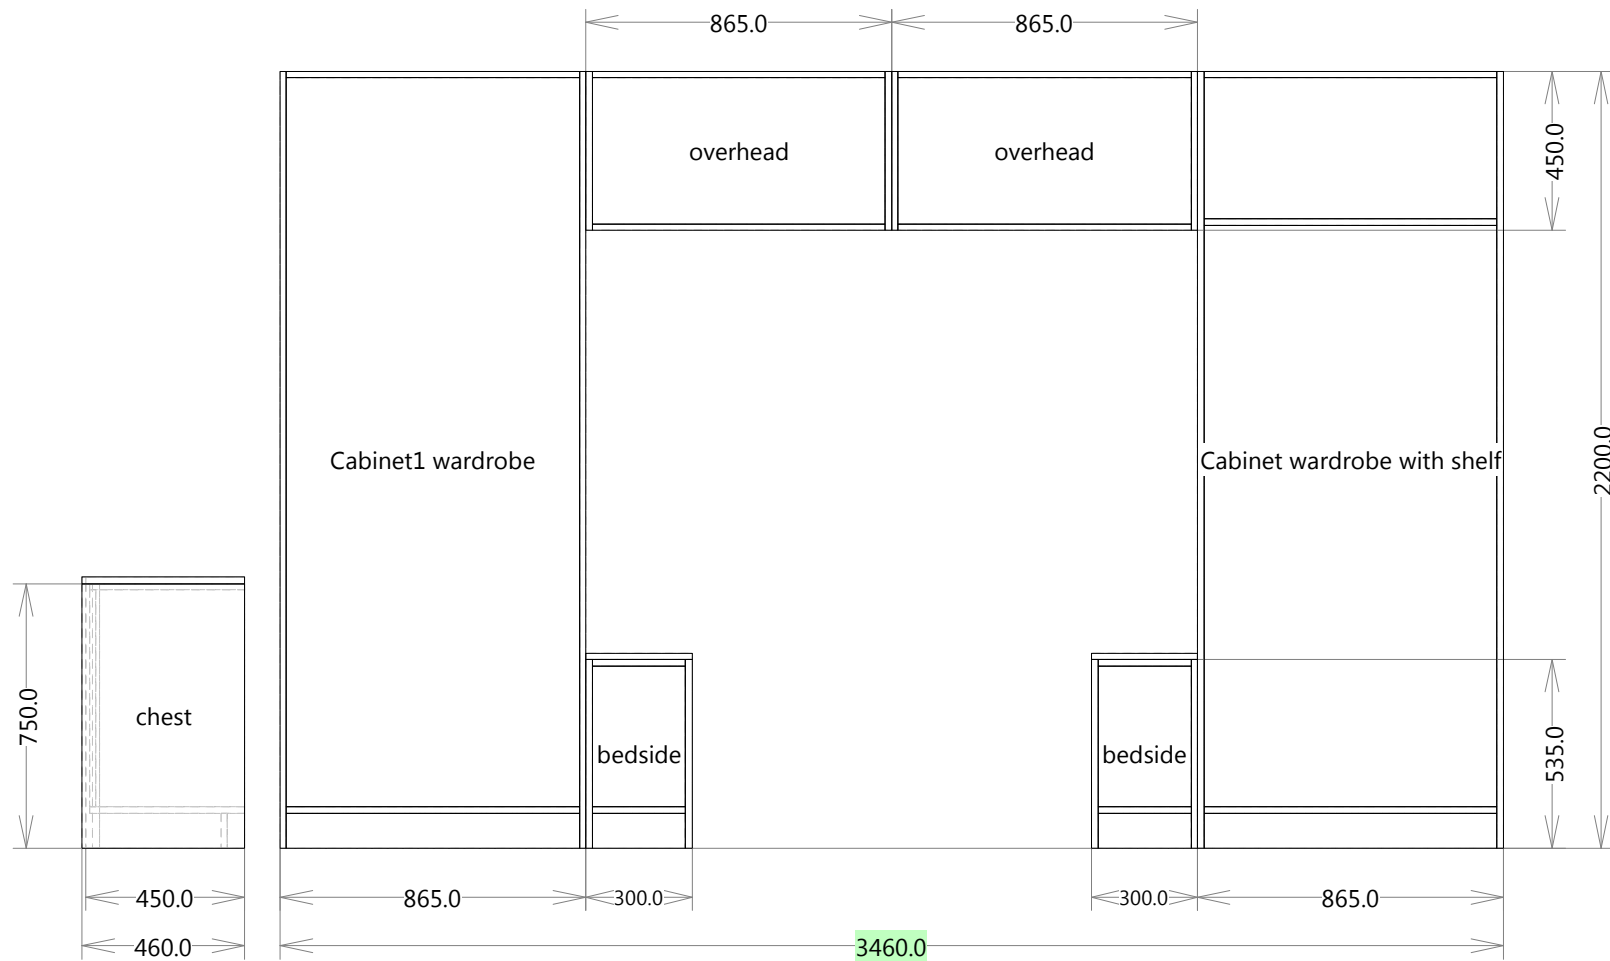 865.0
865.0
overhead
overhead
450.0
2200.0
Cabinet1 wardrobe
Cabinet wardrobe with shelf
750.0
chest
bedside
bedside
535.0
450.0
865.0
300.0
300.0
865.0
460.0
3460.0